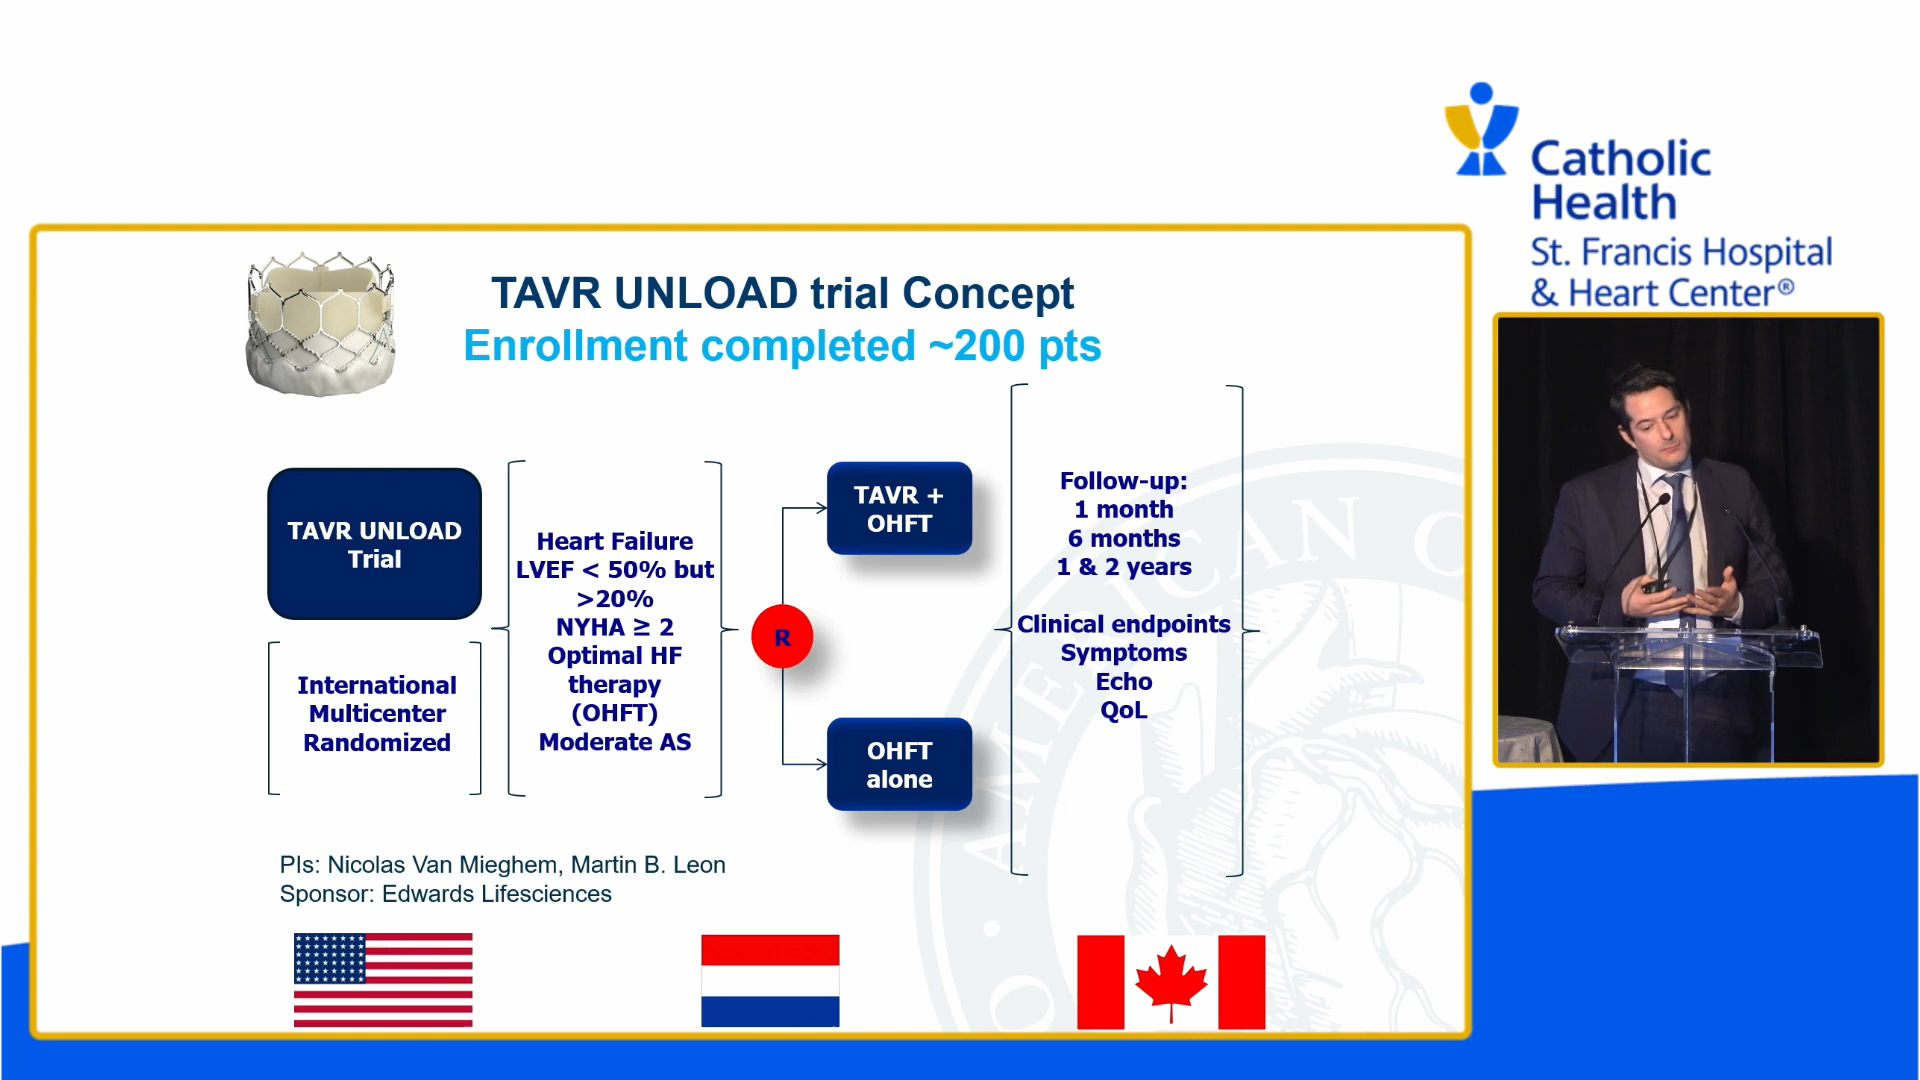 Catholic
Health
St. Francis Hospital
& Heart Center®
TAVR UNLOAD trial Concept
Enrollment completed ~200 pts
TAVR UNLOAD
Trial
International
Multicenter
Randomized
Heart Failure
LVEF < 50% but
>20%
NYHA ≥ 2
Optimal HF
therapy
(OHFT)
Moderate AS
R
TAVR +
OHFT
OHFT
alone
Follow-up:
1 month
6 months
1 & 2 years
Clinical endpoints
Symptoms
Echo
QoL
PIs: Nicolas Van Mieghem, Martin B. Leon
Sponsor: Edwards Lifesciences
AMERICAN